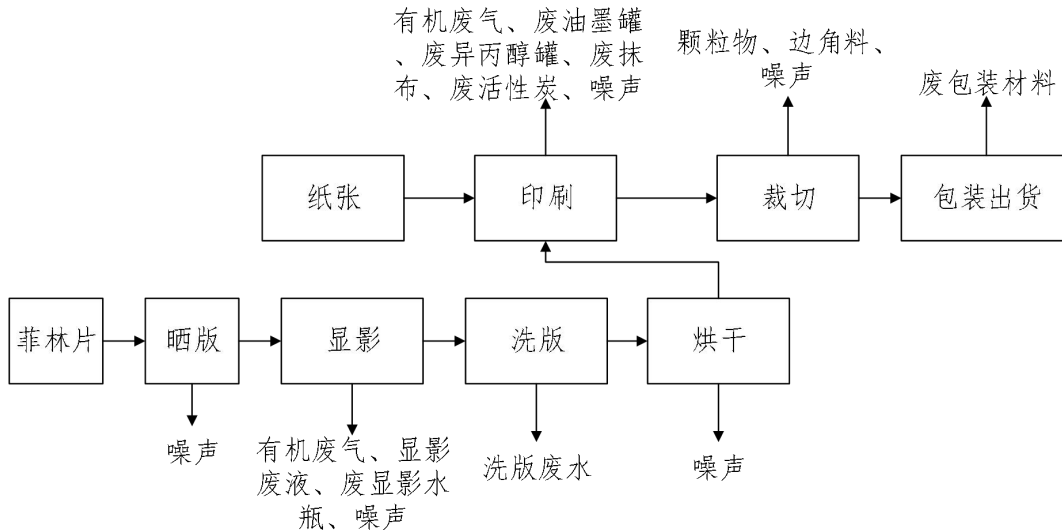 有机废气、废油墨罐
、废异丙醇罐、废抹
布、废活性炭、噪声
颗粒物、边角料、
噪声
废包装材料
纸张
印刷
裁切
包装出货
菲林片
晒版
显影
洗版
烘干
噪声
有机废气、显影
废液、废显影水
瓶、噪声
洗版废水
噪声